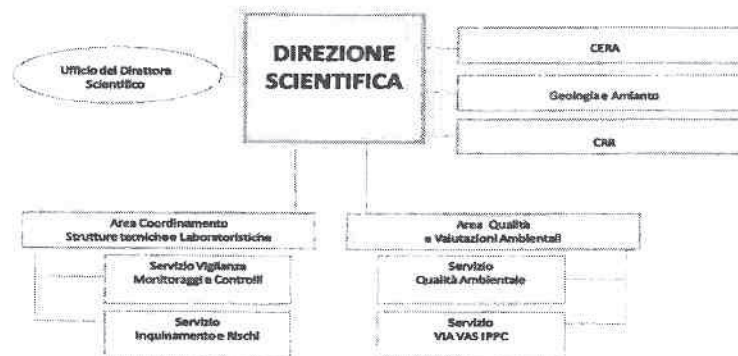 DIREZIONE
SCIENTIFICA
Ufficio del Direttore
Scientifico
CERA
Geologia e Amianto
CRR
Area Coordinamento
Strutture tecniche e Laboratoristiche
Area Qualità
e Valutazioni Ambientali
Servizio Vigilanza
Monitoraggi e Controlli
Servizio
Qualità Ambientale
Servizio
Inquinamento e Rischi
Servizio
VIA VAS IPPC